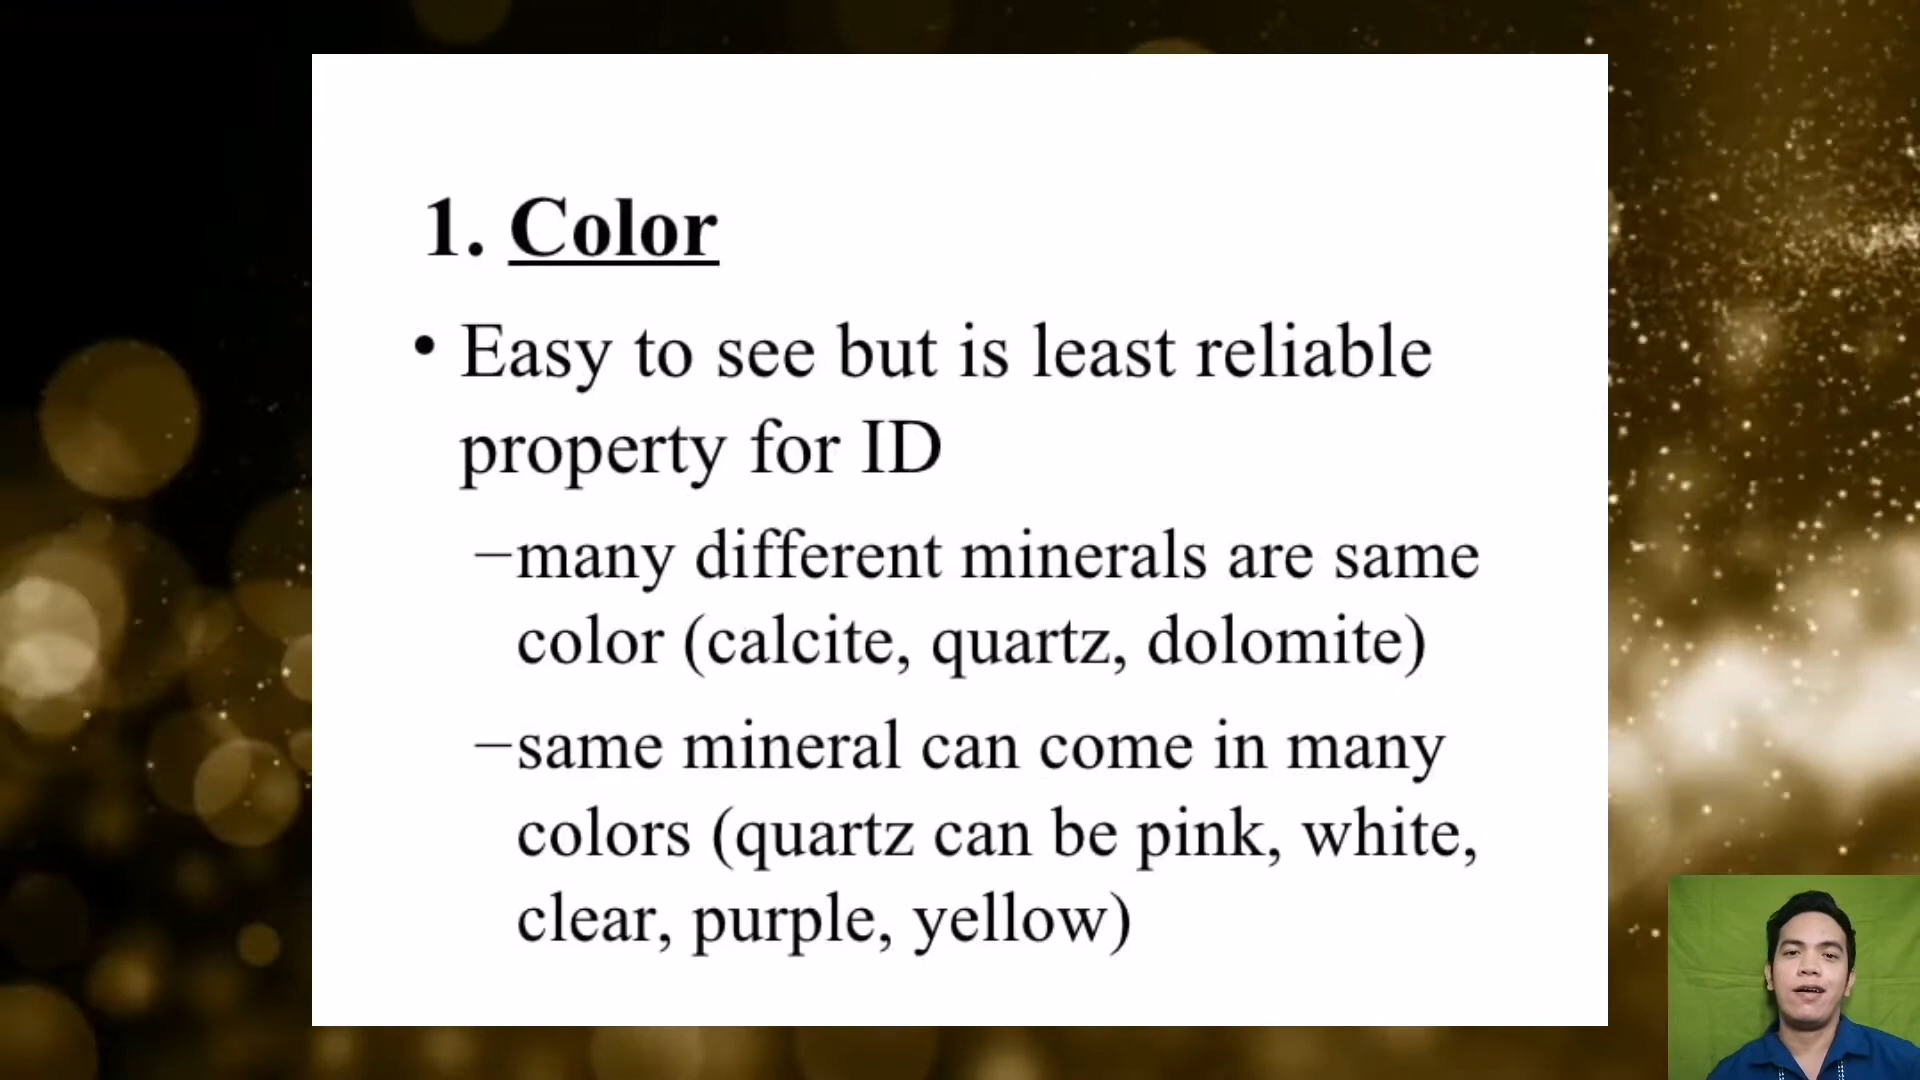 1. Color
• Easy to see but is least reliable
property for ID
–many different minerals are same
color (calcite, quartz, dolomite)
–same mineral can come in many
colors (quartz can be pink, white,
clear, purple, yellow)